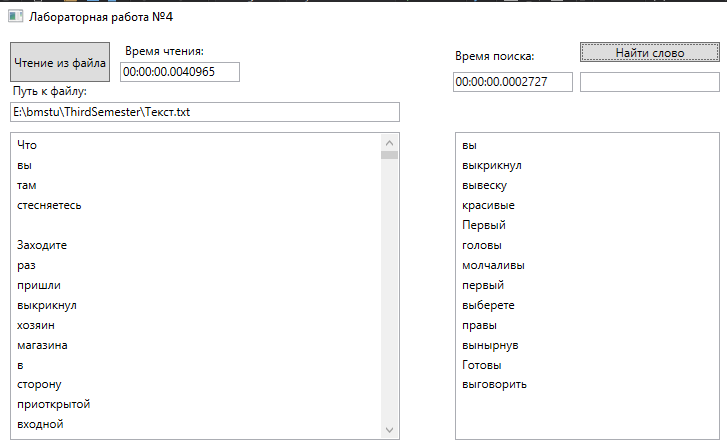 Лабораторная работа №4
Чтение из файла
Время чтения:
00:00:00.0040965
Время поиска:
Найти слово
00:00:00.0002727
Путь к файлу:
E:\bmstu\ThirdSemester\Текст.txt
Что
вы
там
стесняетесь
Заходите
раз
пришли
выкрикнул
хозяин
магазина
в
сторону
приоткрытой
входной
вы
выкрикнул
вывеску
красивые
Первый
головы
молчаливы
первый
выберете
правы
вынырнув
Готовы
выговорить